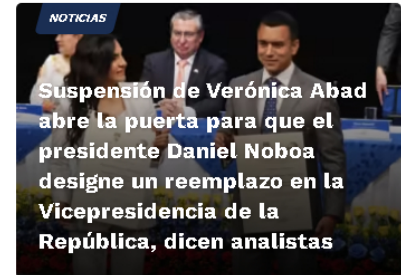 NOTICIAS
Suspensión de Verónica Abad
abre la puerta para que el
presidente Daniel Noboa
designe un reemplazo en la
Vicepresidencia de la
República, dicen analistas